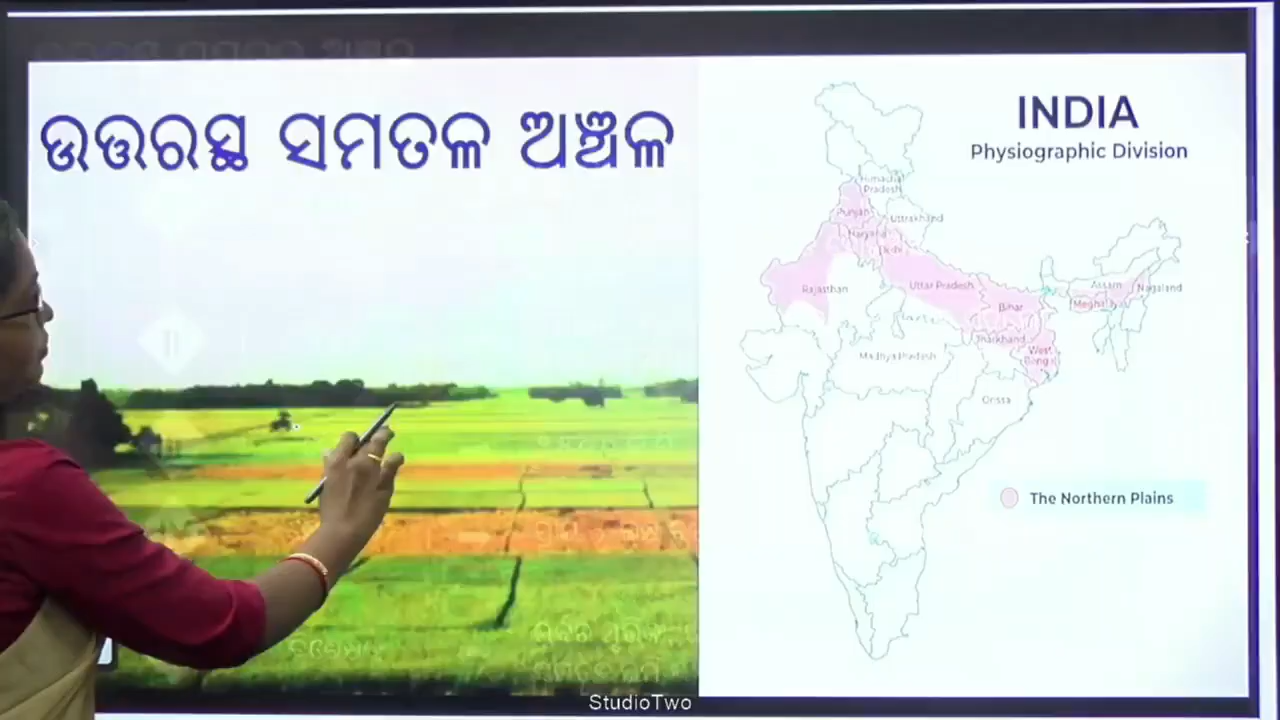 ଉତ୍ତରସ୍ଥ ସମତଳ ଅଞ୍ଚଳ
INDIA
Physiographic Division
Himachal
Pradesh
Punjab
Uttrakhand
Haryana
Delhi
Rajasthan
Uttar Pradesh
Bihar
Assam
Nagaland
Meghalaya
Jharkhand
West
Bengal
Madhya Pradesh
Orissa
The Northern Plains
StudioTwo